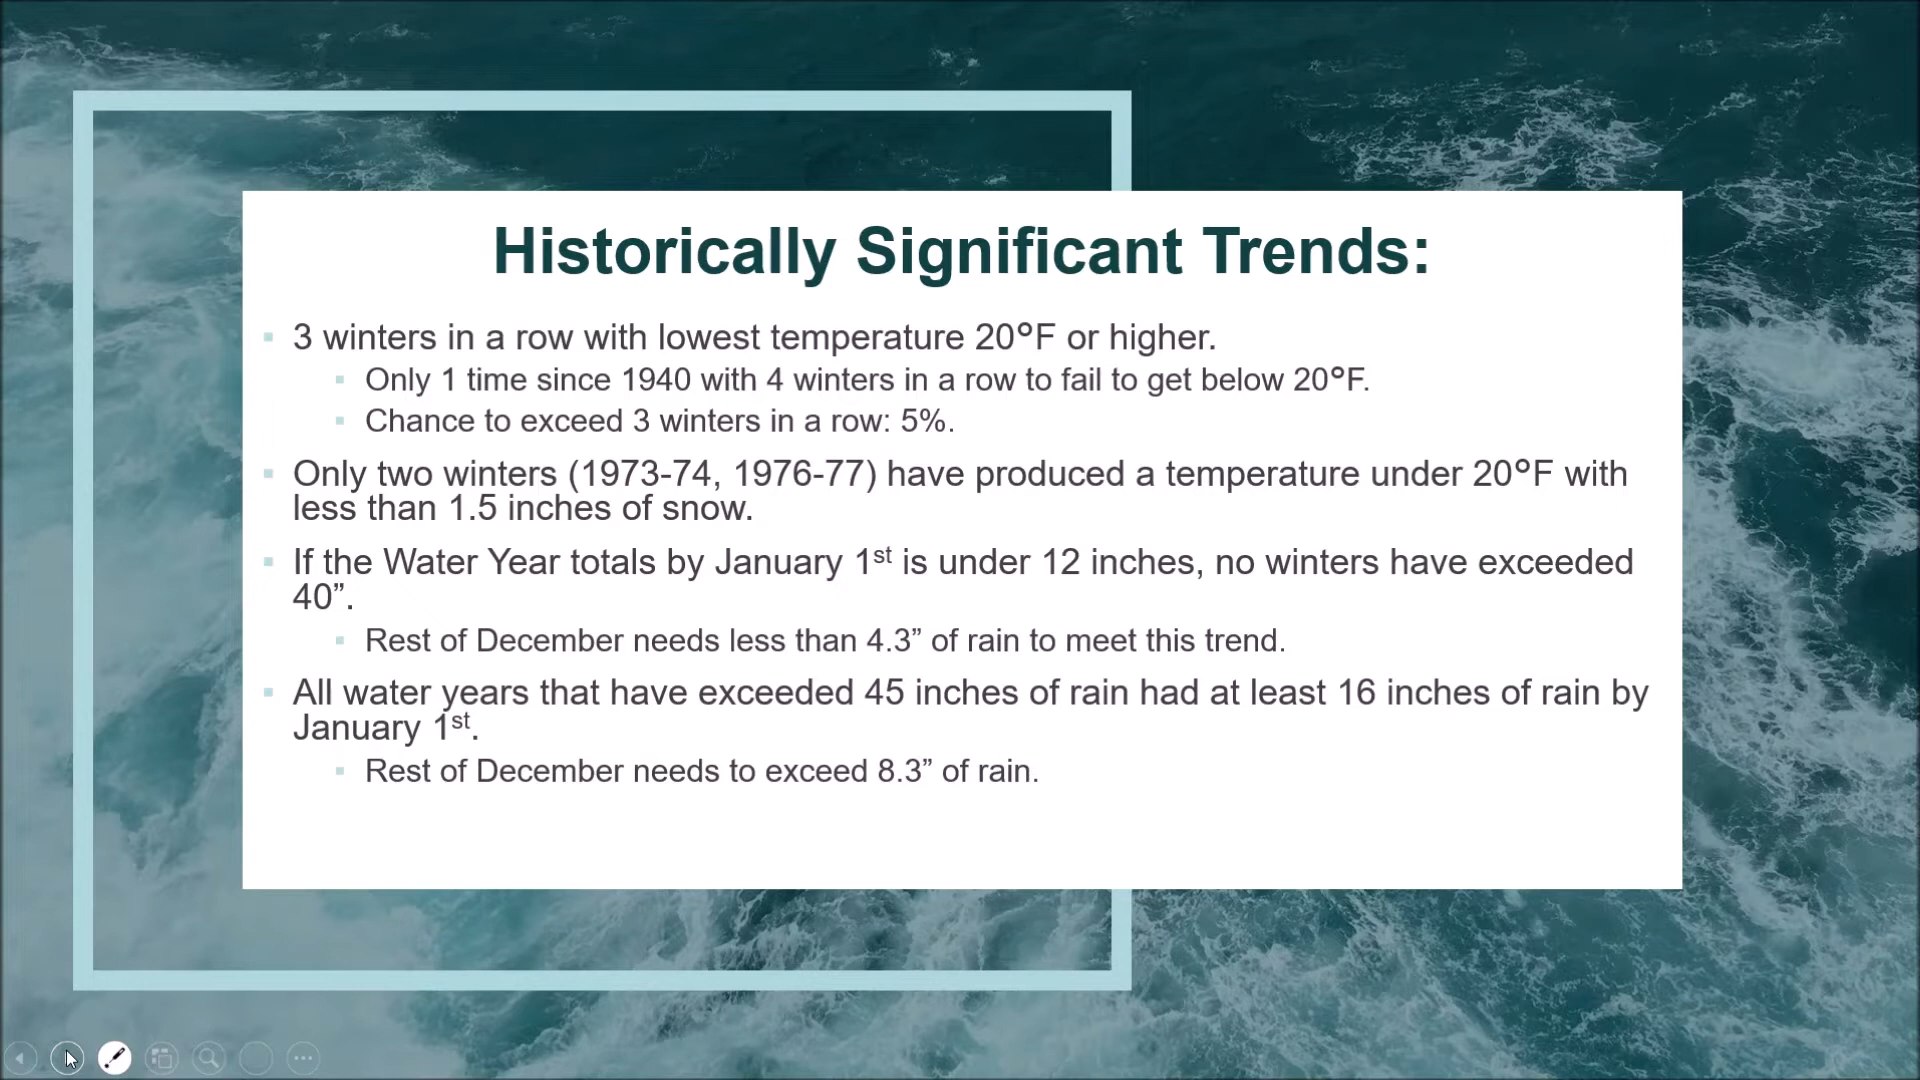 Historically Significant Trends:
3 winters in a row with lowest temperature 20°F or higher.
Only 1 time since 1940 with 4 winters in a row to fail to get below 20°F.
Chance to exceed 3 winters in a row: 5%.
Only two winters (1973-74, 1976-77) have produced a temperature under 20°F with
less than 1.5 inches of snow.
If the Water Year totals by January 1st is under 12 inches, no winters have exceeded
40”.
Rest of December needs less than 4.3” of rain to meet this trend.
All water years that have exceeded 45 inches of rain had at least 16 inches of rain by
January 1st.
Rest of December needs to exceed 8.3” of rain.